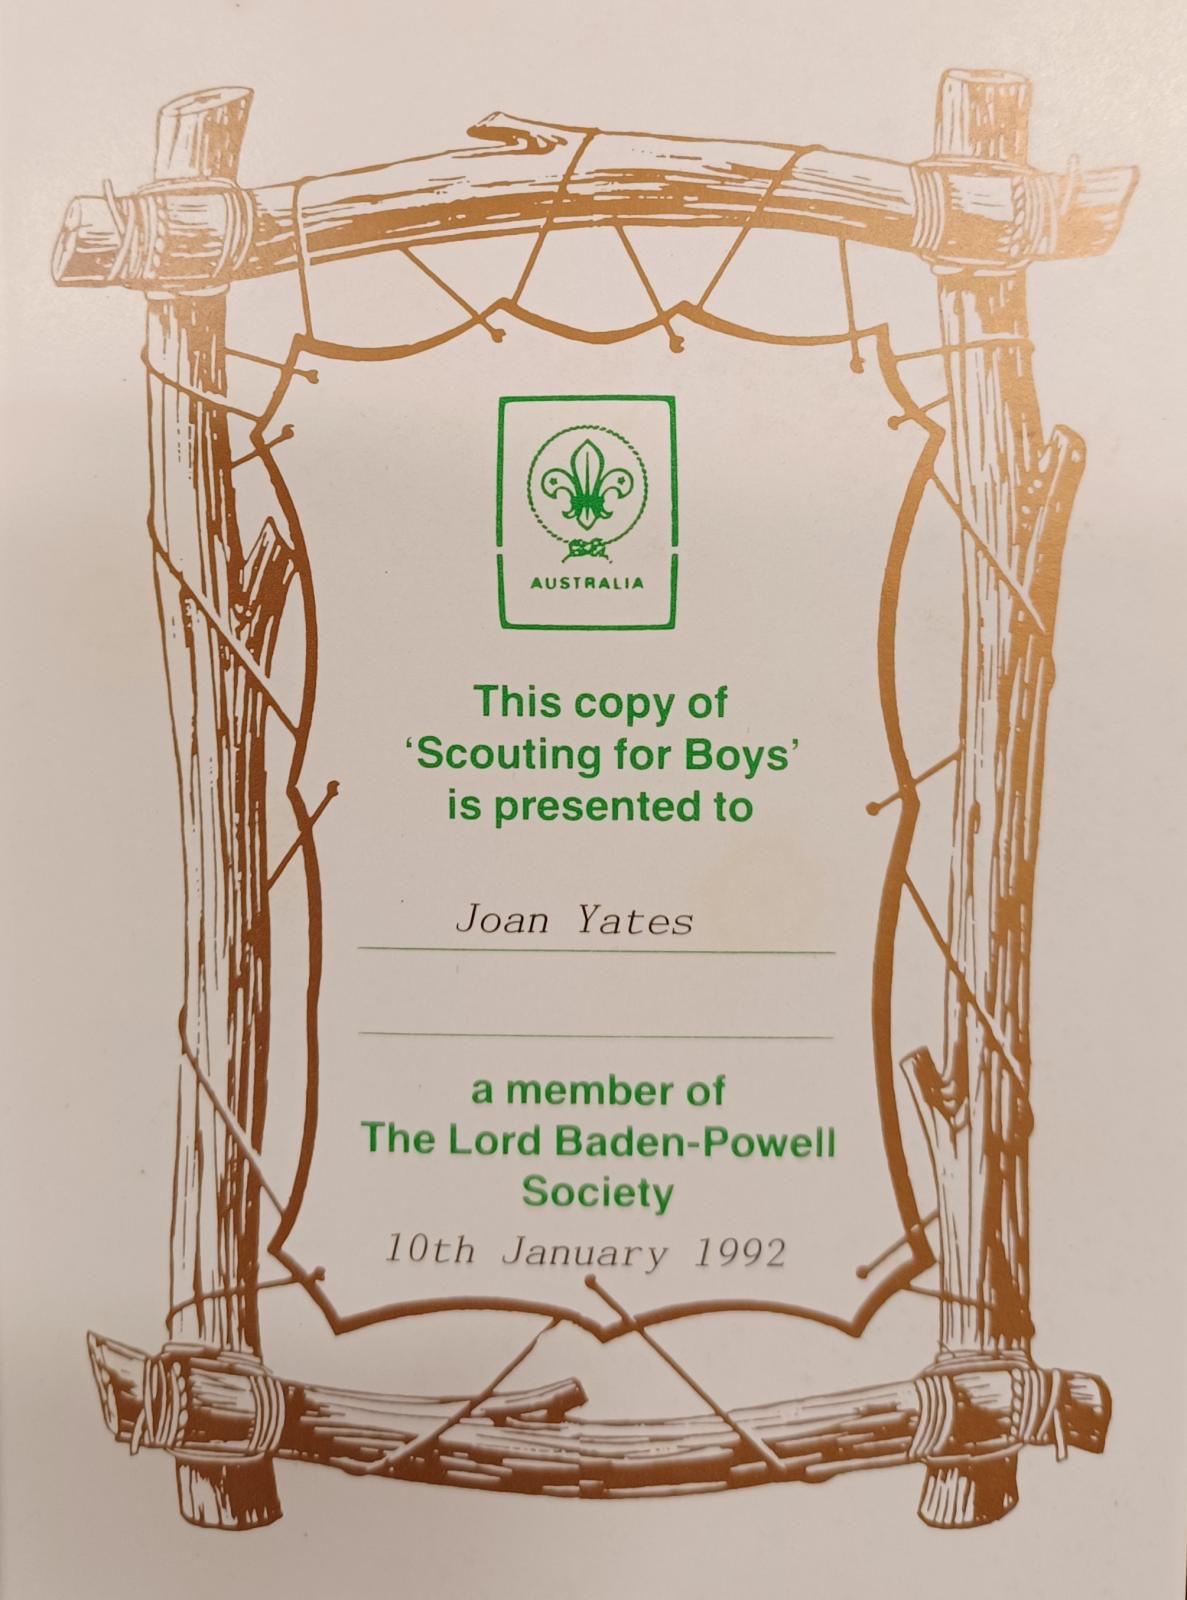 AUSTRALIA
This copy of
‘Scouting for Boys’
is presented to
Joan Yates
a member of
The Lord Baden-Powell
Society
10th January 1992